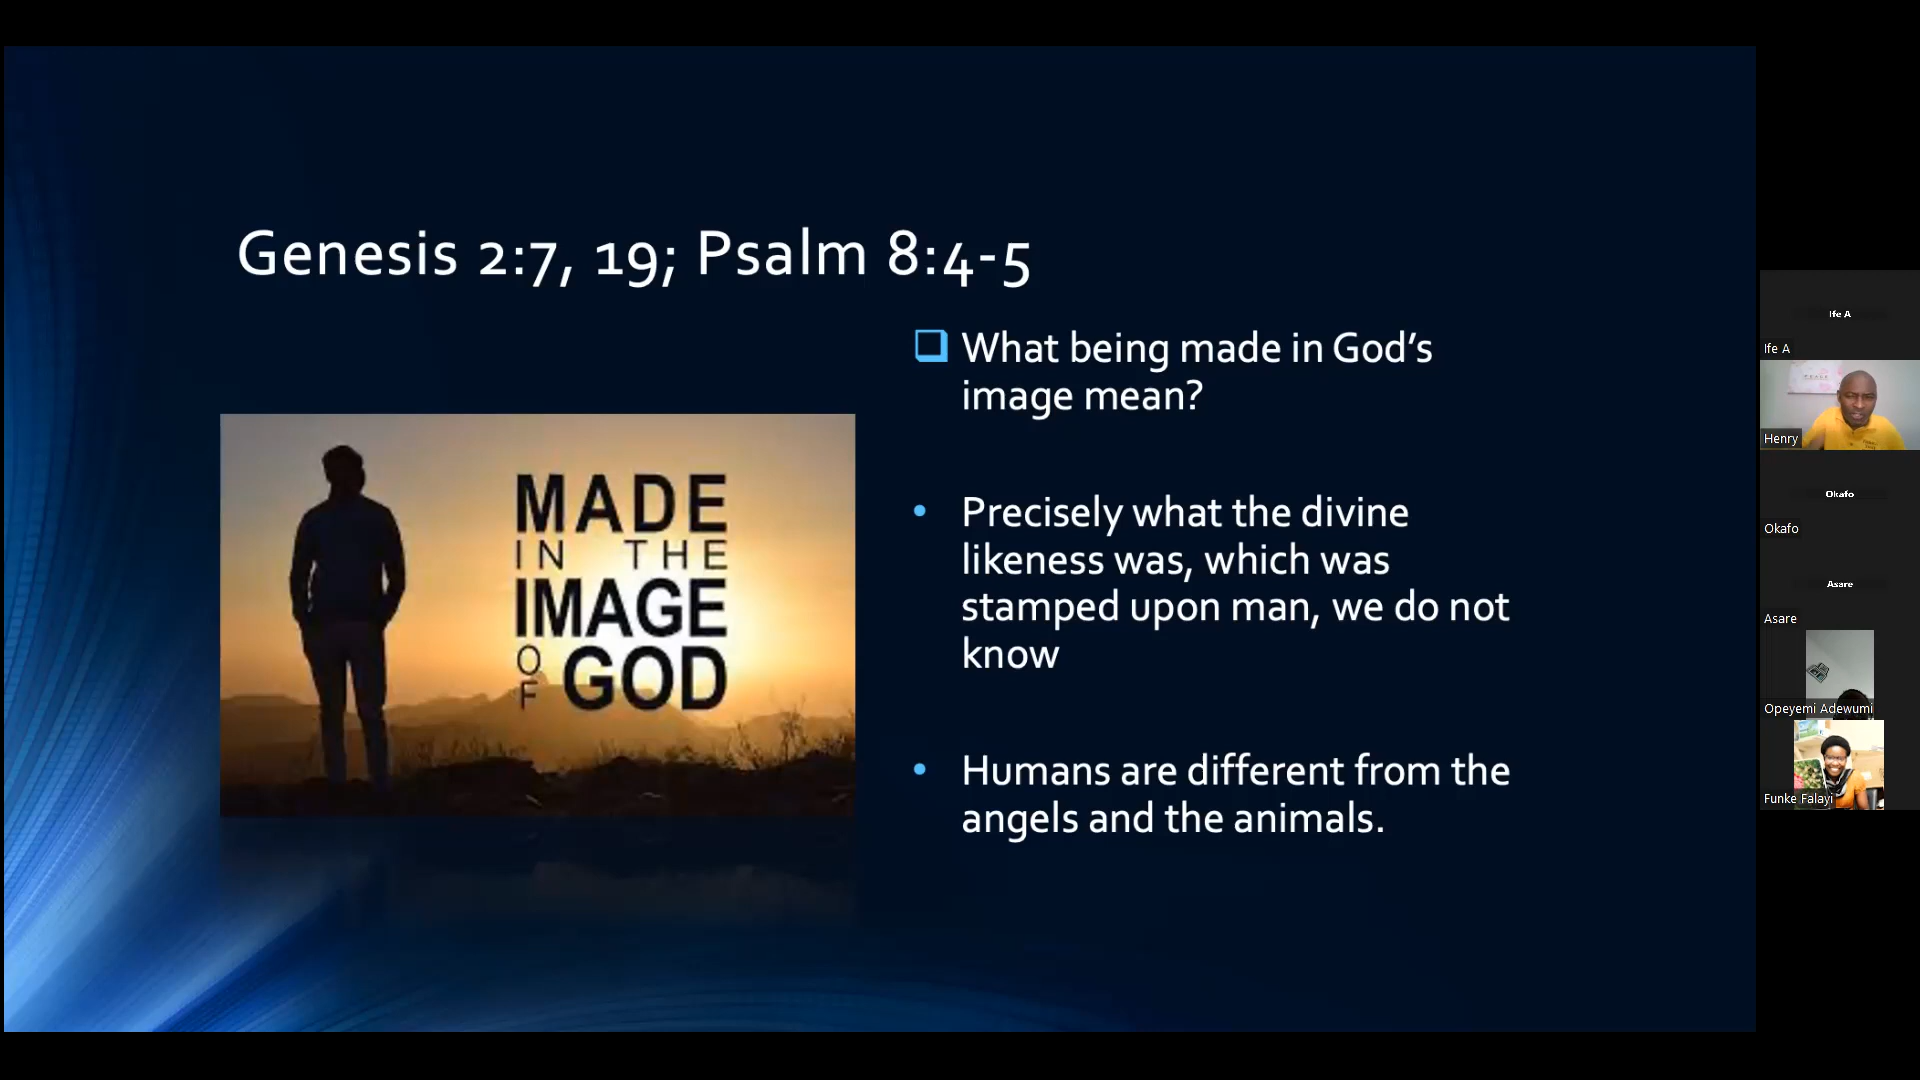 Genesis 2:7, 19; Psalm 8:4-5
What being made in God’s
image mean?
MADE
IN THE
IMAGE
OF GOD
Precisely what the divine
likeness was, which was
stamped upon man, we do not
know
Humans are different from the
angels and the animals.
Ife A
Ife A
Henry
Okafo
Okafo
Asare
Asare
Opeyemi Adewumi
Funke Falayi